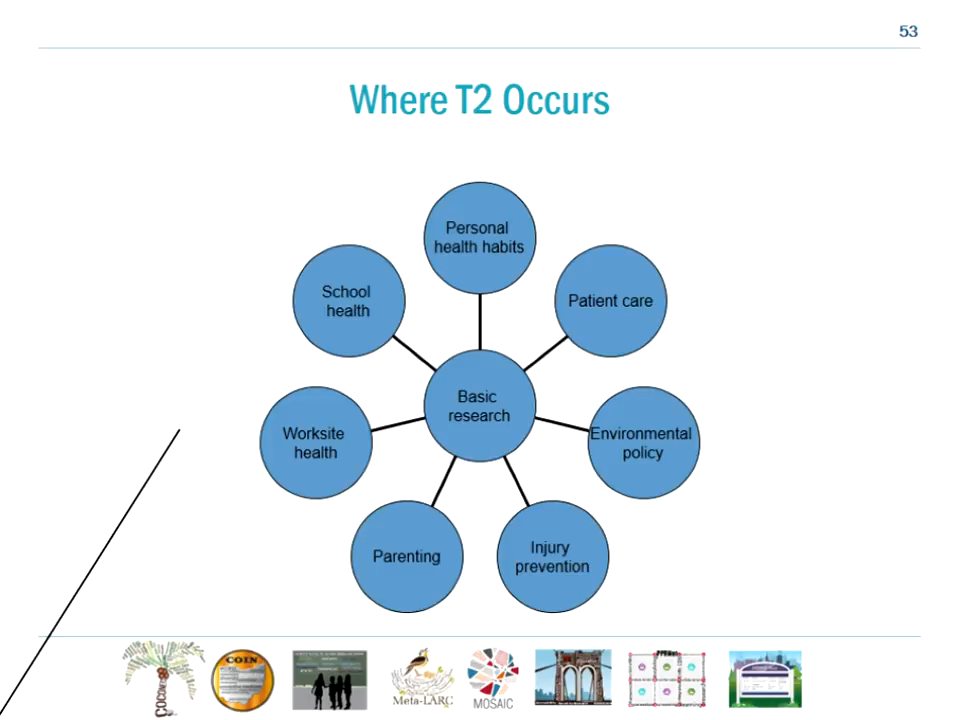 53
Where T2 Occurs
Personal
health habits
School
health
Patient care
Basic
research
Worksite
health
Environmental
policy
Parenting
Injury
prevention
COIN
Meta-LARC
MOSAIC